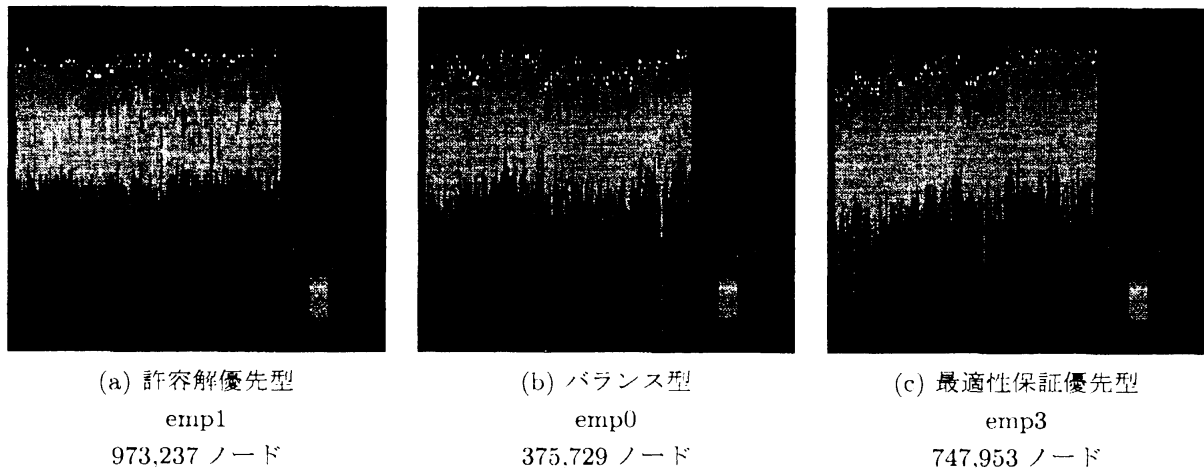 (a) 許容解優先型
emp1
973,237 ノード
(b) バランス型
emp0
375,729 ノード
(c) 最適性保証優先型
emp3
747,953 ノード